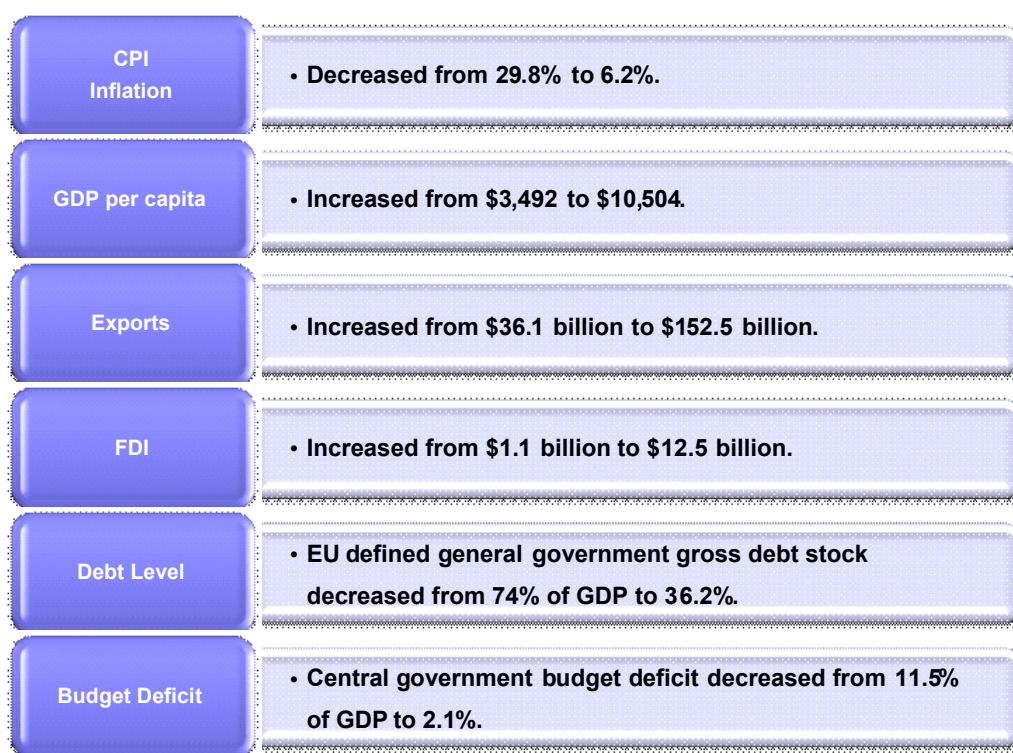 CPI
Inflation
• Decreased from 29.8% to 6.2%.
GDP per capita
• Increased from $3,492 to $10,504.
Exports
• Increased from $36.1 billion to $152.5 billion.
FDI
• Increased from $1.1 billion to $12.5 billion.
Debt Level
• EU defined general government gross debt stock
decreased from 74% of GDP to 36.2%.
Budget Deficit
• Central government budget deficit decreased from 11.5%
of GDP to 2.1%.